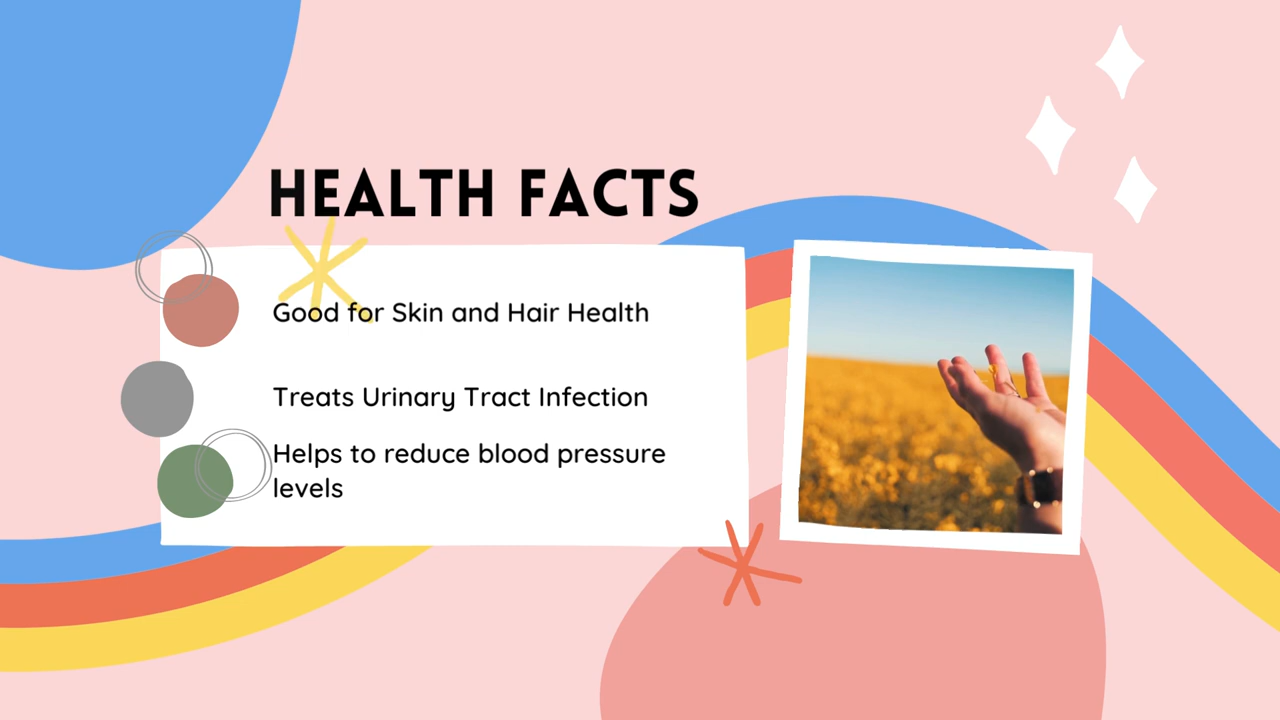 HEALTH FACTS
Good for Skin and Hair Health
Treats Urinary Tract Infection
Helps to reduce blood pressure
levels